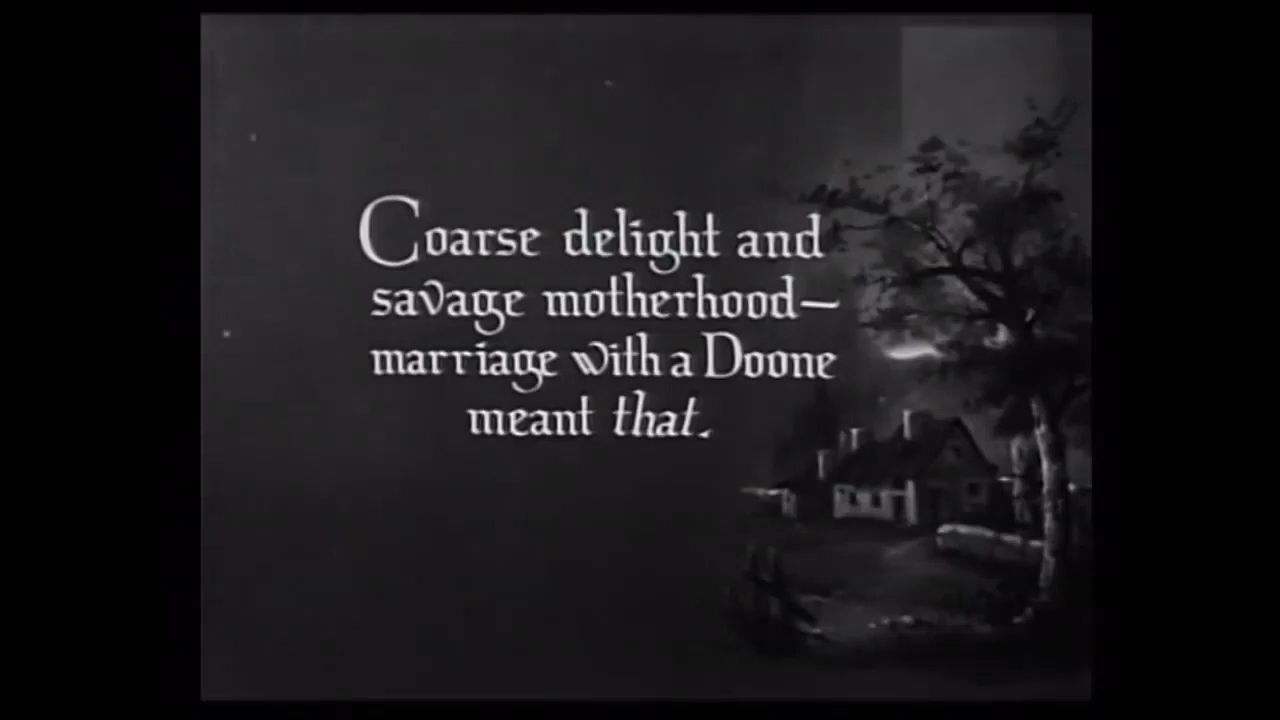 Coarse delight and
savage motherhood—
marriage with a Doone
meant that.